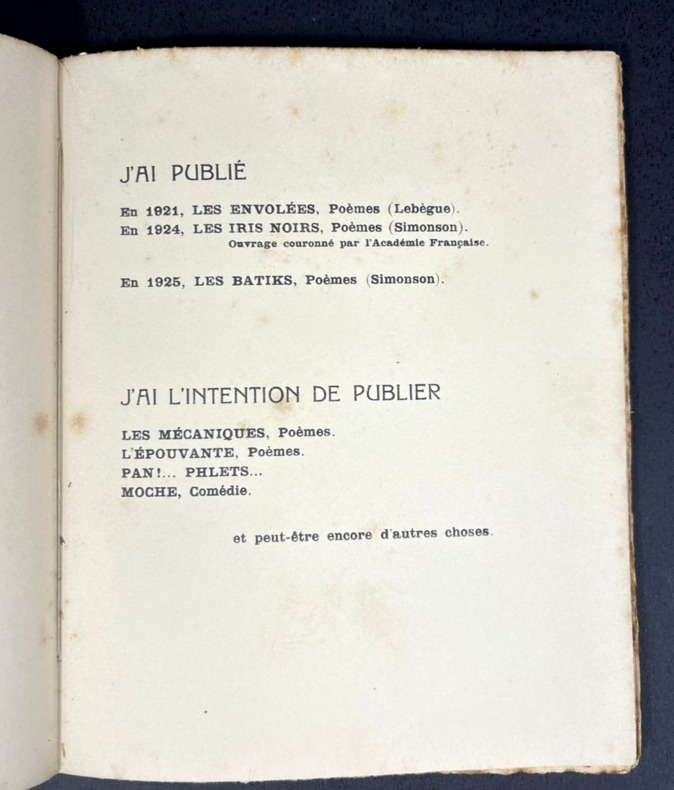 J'AI PUBLIÉ
En 1921, LES ENVOLÉES, Poèmes (Lebègue).
En 1924, LES IRIS NOIRS, Poèmes (Simonson).
Ouvrage couronné par l'Académie Française.
En 1925, LES BATIKS, Poèmes (Simonson).
J'AI L'INTENTION DE PUBLIER
LES MÉCANIQUES, Poèmes.
L'ÉPOUVANTE, Poèmes.
PAN!... PHLETS...
MOCHE, Comédie.
et peut-être encore d'autres choses.